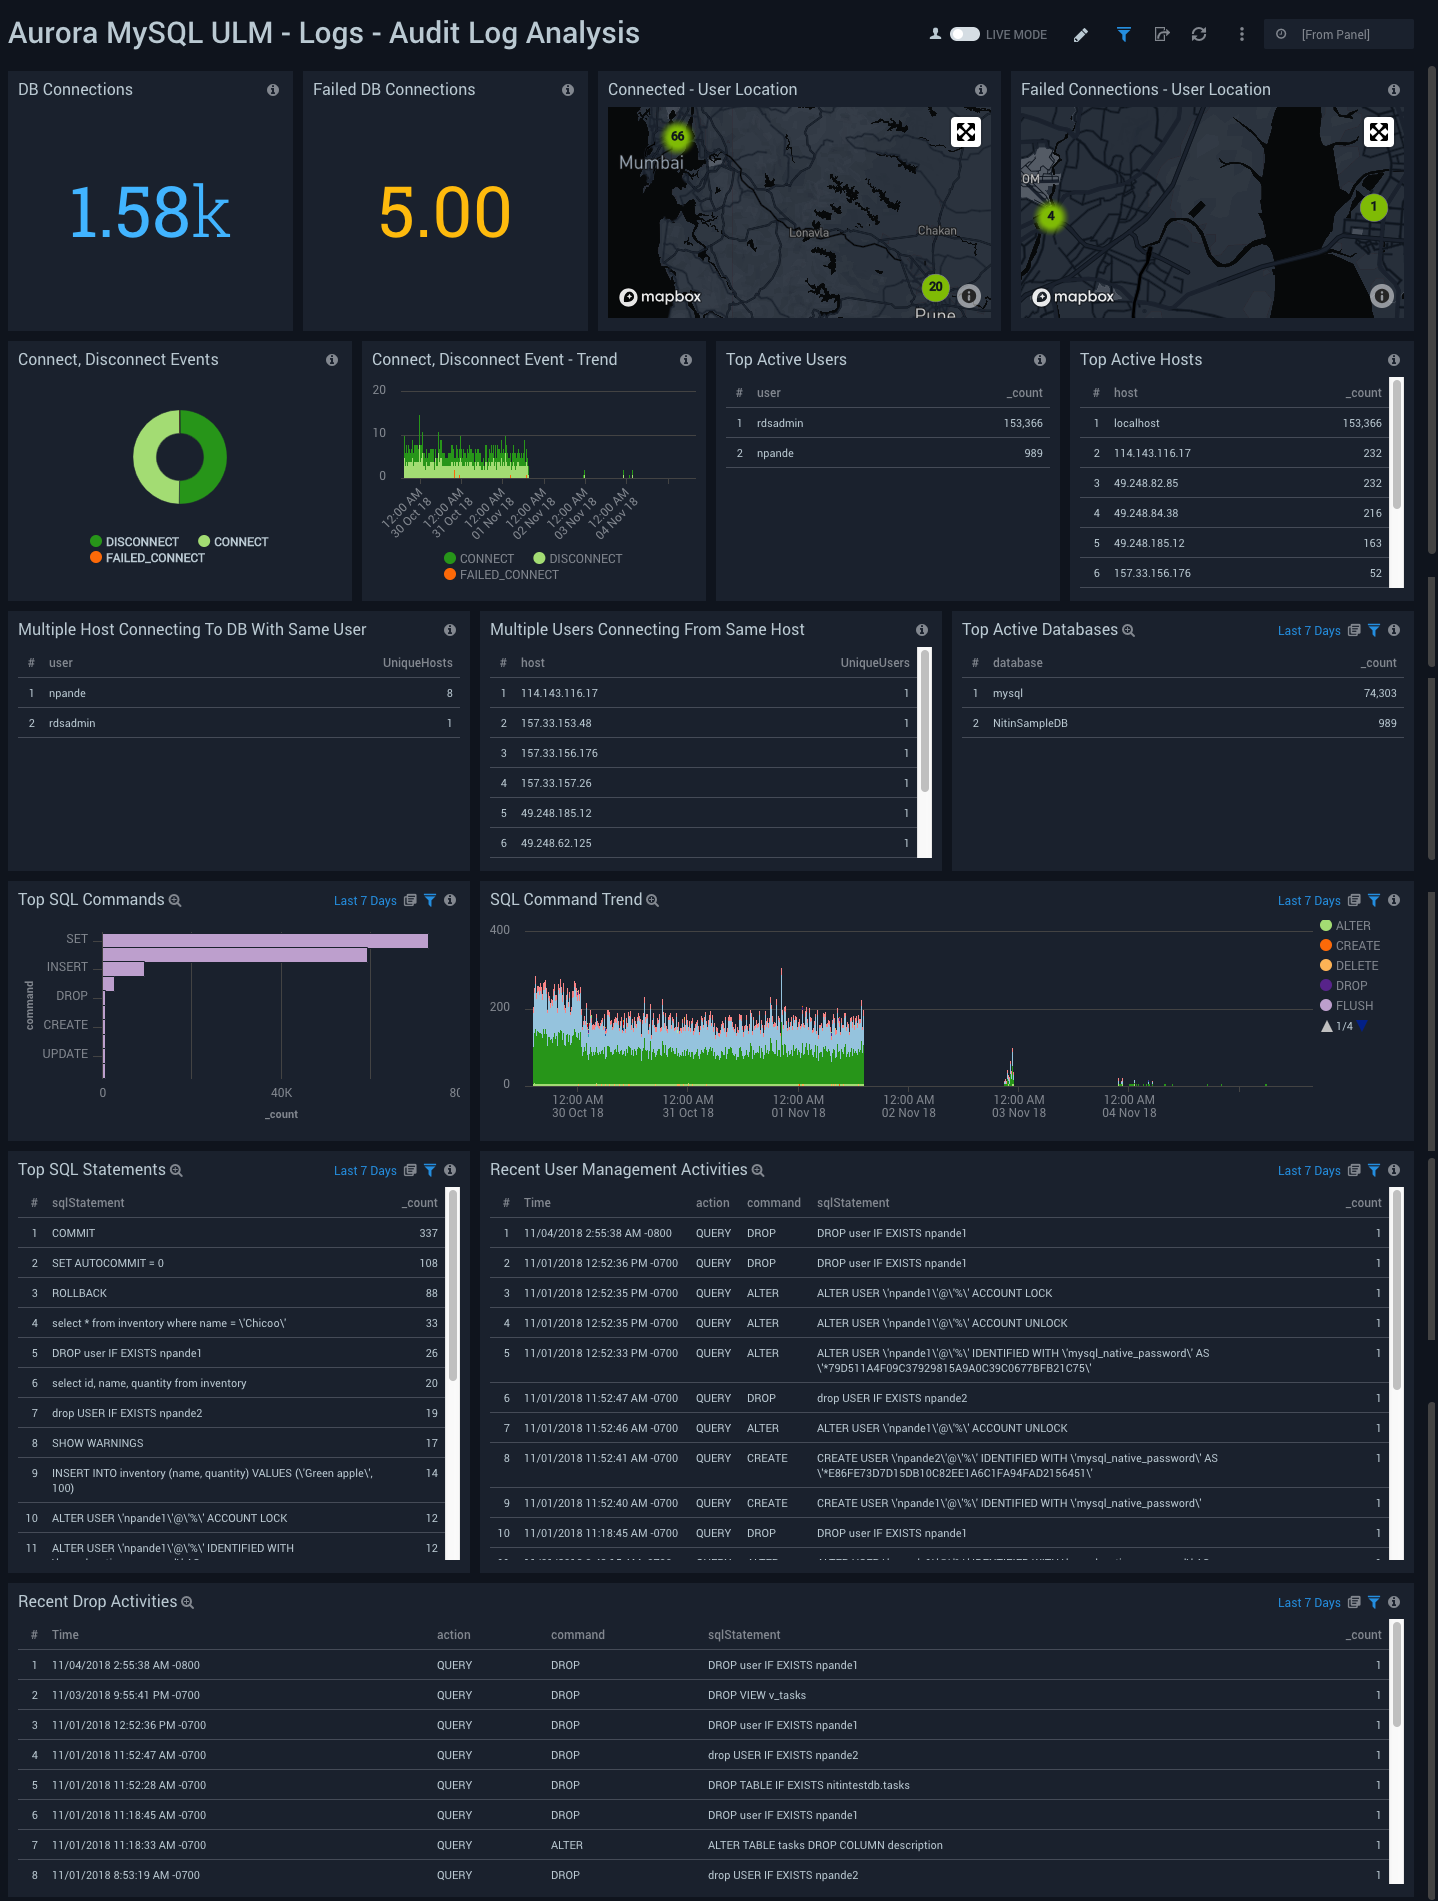 Aurora MySQL ULM - Logs - Audit Log Analysis
LIVE MODE
[From Panel]
DB Connections
1.58k
Failed DB Connections
5.00
Connected - User Location
66
Mumbai
Lonavla
Chakan
20
Pune
mapbox
Failed Connections - User Location
OM
4
1
mapbox
Connect, Disconnect Events
DISCONNECT CONNECT
FAILED_CONNECT
Connect, Disconnect Event - Trend
20
10
0
12:00 AM 30 Oct 18
12:00 AM 31 Oct 18
12:00 AM 01 Nov 18
12:00 AM 02 Nov 18
12:00 AM 03 Nov 18
12:00 AM 04 Nov 18
CONNECT DISCONNECT
FAILED_CONNECT
Top Active Users
# user _count
1 rdsadmin 153,366
2 npande 989
Top Active Hosts
# host _count
1 localhost 153,366
2 114.143.116.17 232
3 49.248.82.85 232
4 49.248.84.38 216
5 49.248.185.12 163
6 157.33.156.176 52
Multiple Host Connecting To DB With Same User
# user UniqueHosts
1 npande 8
2 rdsadmin 1
Multiple Users Connecting From Same Host
# host UniqueUsers
1 114.143.116.17 1
2 157.33.153.48 1
3 157.33.156.176 1
4 157.33.157.26 1
5 49.248.185.12 1
6 49.248.62.125 1
Top Active Databases
Last 7 Days
# database _count
1 mysql 74,303
2 NitinSampleDB 989
Top SQL Commands
Last 7 Days
command
SET
INSERT
DROP
CREATE
UPDATE
0 40K 80
_count
SQL Command Trend
Last 7 Days
400
200
0
12:00 AM 12:00 AM 12:00 AM 12:00 AM 12:00 AM 12:00 AM
30 Oct 18 31 Oct 18 01 Nov 18 02 Nov 18 03 Nov 18 04 Nov 18
ALTER
CREATE
DELETE
DROP
FLUSH
1/4
Top SQL Statements
Last 7 Days
# sqlStatement _count
1 COMMIT 337
2 SET AUTOCOMMIT = 0 108
3 ROLLBACK 88
4 select * from inventory where name = \'Chicoo\' 33
5 DROP user IF EXISTS npande1 26
6 select id, name, quantity from inventory 20
7 drop USER IF EXISTS npande2 19
8 SHOW WARNINGS 17
9 INSERT INTO inventory (name, quantity) VALUES (\'Green apple\', 14
100)
10 ALTER USER \'npande1\'@\'%\' ACCOUNT LOCK 12
11 ALTER USER \'npande1\'@\'%\' IDENTIFIED WITH 12
Recent User Management Activities
Last 7 Days
# Time action command sqlStatement _count
1 11/04/2018 2:55:38 AM -0800 QUERY DROP DROP user IF EXISTS npande1 1
2 11/01/2018 12:52:36 PM -0700 QUERY DROP DROP user IF EXISTS npande1 1
3 11/01/2018 12:52:35 PM -0700 QUERY ALTER ALTER USER \'npande1\'@\'%\' ACCOUNT LOCK 1
4 11/01/2018 12:52:35 PM -0700 QUERY ALTER ALTER USER \'npande1\'@\'%\' ACCOUNT UNLOCK 1
5 11/01/2018 12:52:33 PM -0700 QUERY ALTER ALTER USER \'npande1\'@\'%\' IDENTIFIED WITH \'mysql_native_password\' AS 1
\'*79D511A4F09C37929815A9A0C39C0677BFB21C75\'
6 11/01/2018 11:52:47 AM -0700 QUERY DROP drop USER IF EXISTS npande2 1
7 11/01/2018 11:52:46 AM -0700 QUERY ALTER ALTER USER \'npande1\'@\'%\' ACCOUNT UNLOCK 1
8 11/01/2018 11:52:41 AM -0700 QUERY CREATE CREATE USER \'npande2\'@\'%\' IDENTIFIED WITH \'mysql_native_password\' AS 1
\'*E86FE73D7D15DB10C82EE1A6C1FA94FAD2156451\'
9 11/01/2018 11:52:40 AM -0700 QUERY CREATE CREATE USER \'npande1\'@\'%\' IDENTIFIED WITH \'mysql_native_password\' 1
10 11/01/2018 11:18:45 AM -0700 QUERY DROP DROP user IF EXISTS npande1 1
Recent Drop Activities
Last 7 Days
# Time action command sqlStatement _count
1 11/04/2018 2:55:38 AM -0800 QUERY DROP DROP user IF EXISTS npande1 1
2 11/03/2018 9:55:41 PM -0700 QUERY DROP DROP VIEW v_tasks 1
3 11/01/2018 12:52:36 PM -0700 QUERY DROP DROP user IF EXISTS npande1 1
4 11/01/2018 11:52:47 AM -0700 QUERY DROP drop USER IF EXISTS npande2 1
5 11/01/2018 11:52:28 AM -0700 QUERY DROP DROP TABLE IF EXISTS nitintestdb.tasks 1
6 11/01/2018 11:18:45 AM -0700 QUERY DROP DROP user IF EXISTS npande1 1
7 11/01/2018 11:18:33 AM -0700 QUERY ALTER ALTER TABLE tasks DROP COLUMN description 1
8 11/01/2018 8:53:19 AM -0700 QUERY DROP drop USER IF EXISTS npande2 1